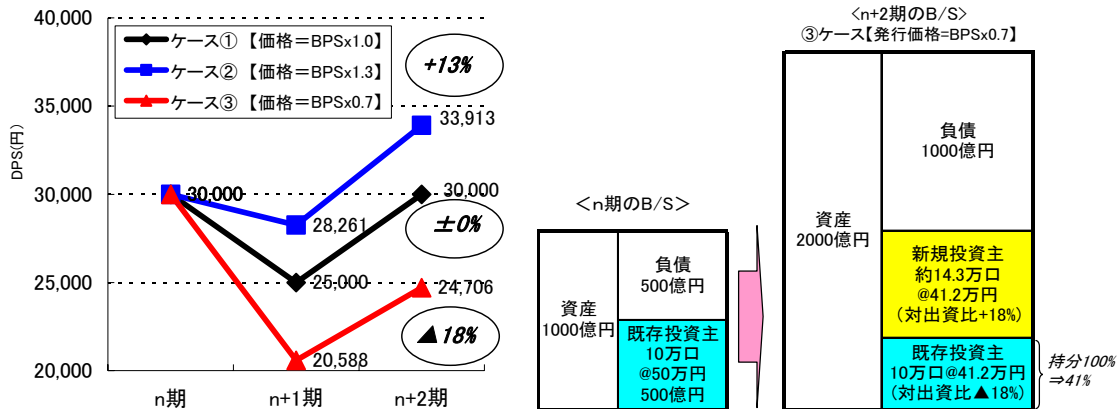 40,000
35,000
30,000
25,000
20,000
DPS(円)
ケース① 【価格=BPSx1.0】
ケース② 【価格=BPSx1.3】
ケース③ 【価格=BPSx0.7】
+13%
33,913
30,000
30,000
28,261
±0%
25,000
24,706
▲18%
20,588
n期
n+1期
n+2期
<n期のB/S>
資産
1000億円
負債
500億円
既存投資主
10万口
@50万円
500億円
<n+2期のB/S>
③ケース【発行価格=BPSx0.7】
資産
2000億円
負債
1000億円
新規投資主
約14.3万口
@41.2万円
(対出資比+18%)
既存投資主
10万口@41.2万円
(対出資比▲18%)
持分100%
⇒41%